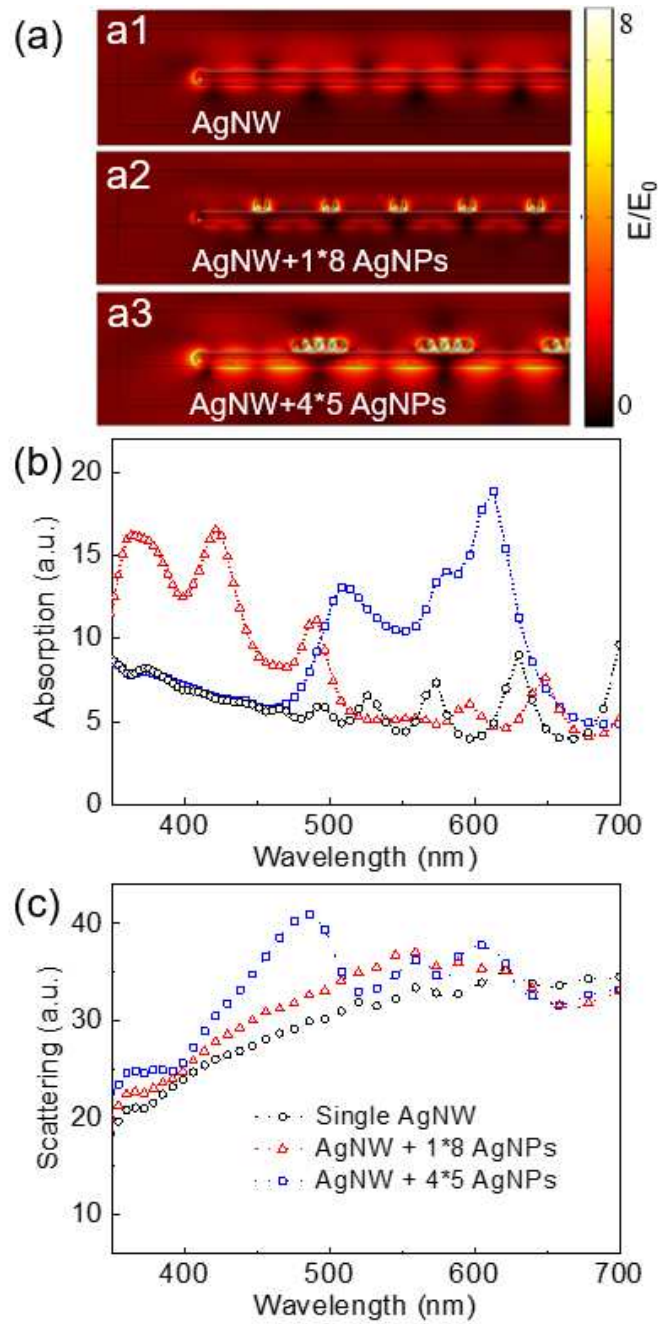 (a)
a1
AgNW
8
a2
AgNW+1*8 AgNPs
E/E0
a3
AgNW+4*5 AgNPs
0
(b)
20
15
10
5
0
Absorption (a.u.)
400 500 600 700
Wavelength (nm)
(c)
40
30
20
10
Scattering (a.u.)
Single AgNW
AgNW + 1*8 AgNPs
AgNW + 4*5 AgNPs
400 500 600 700
Wavelength (nm)